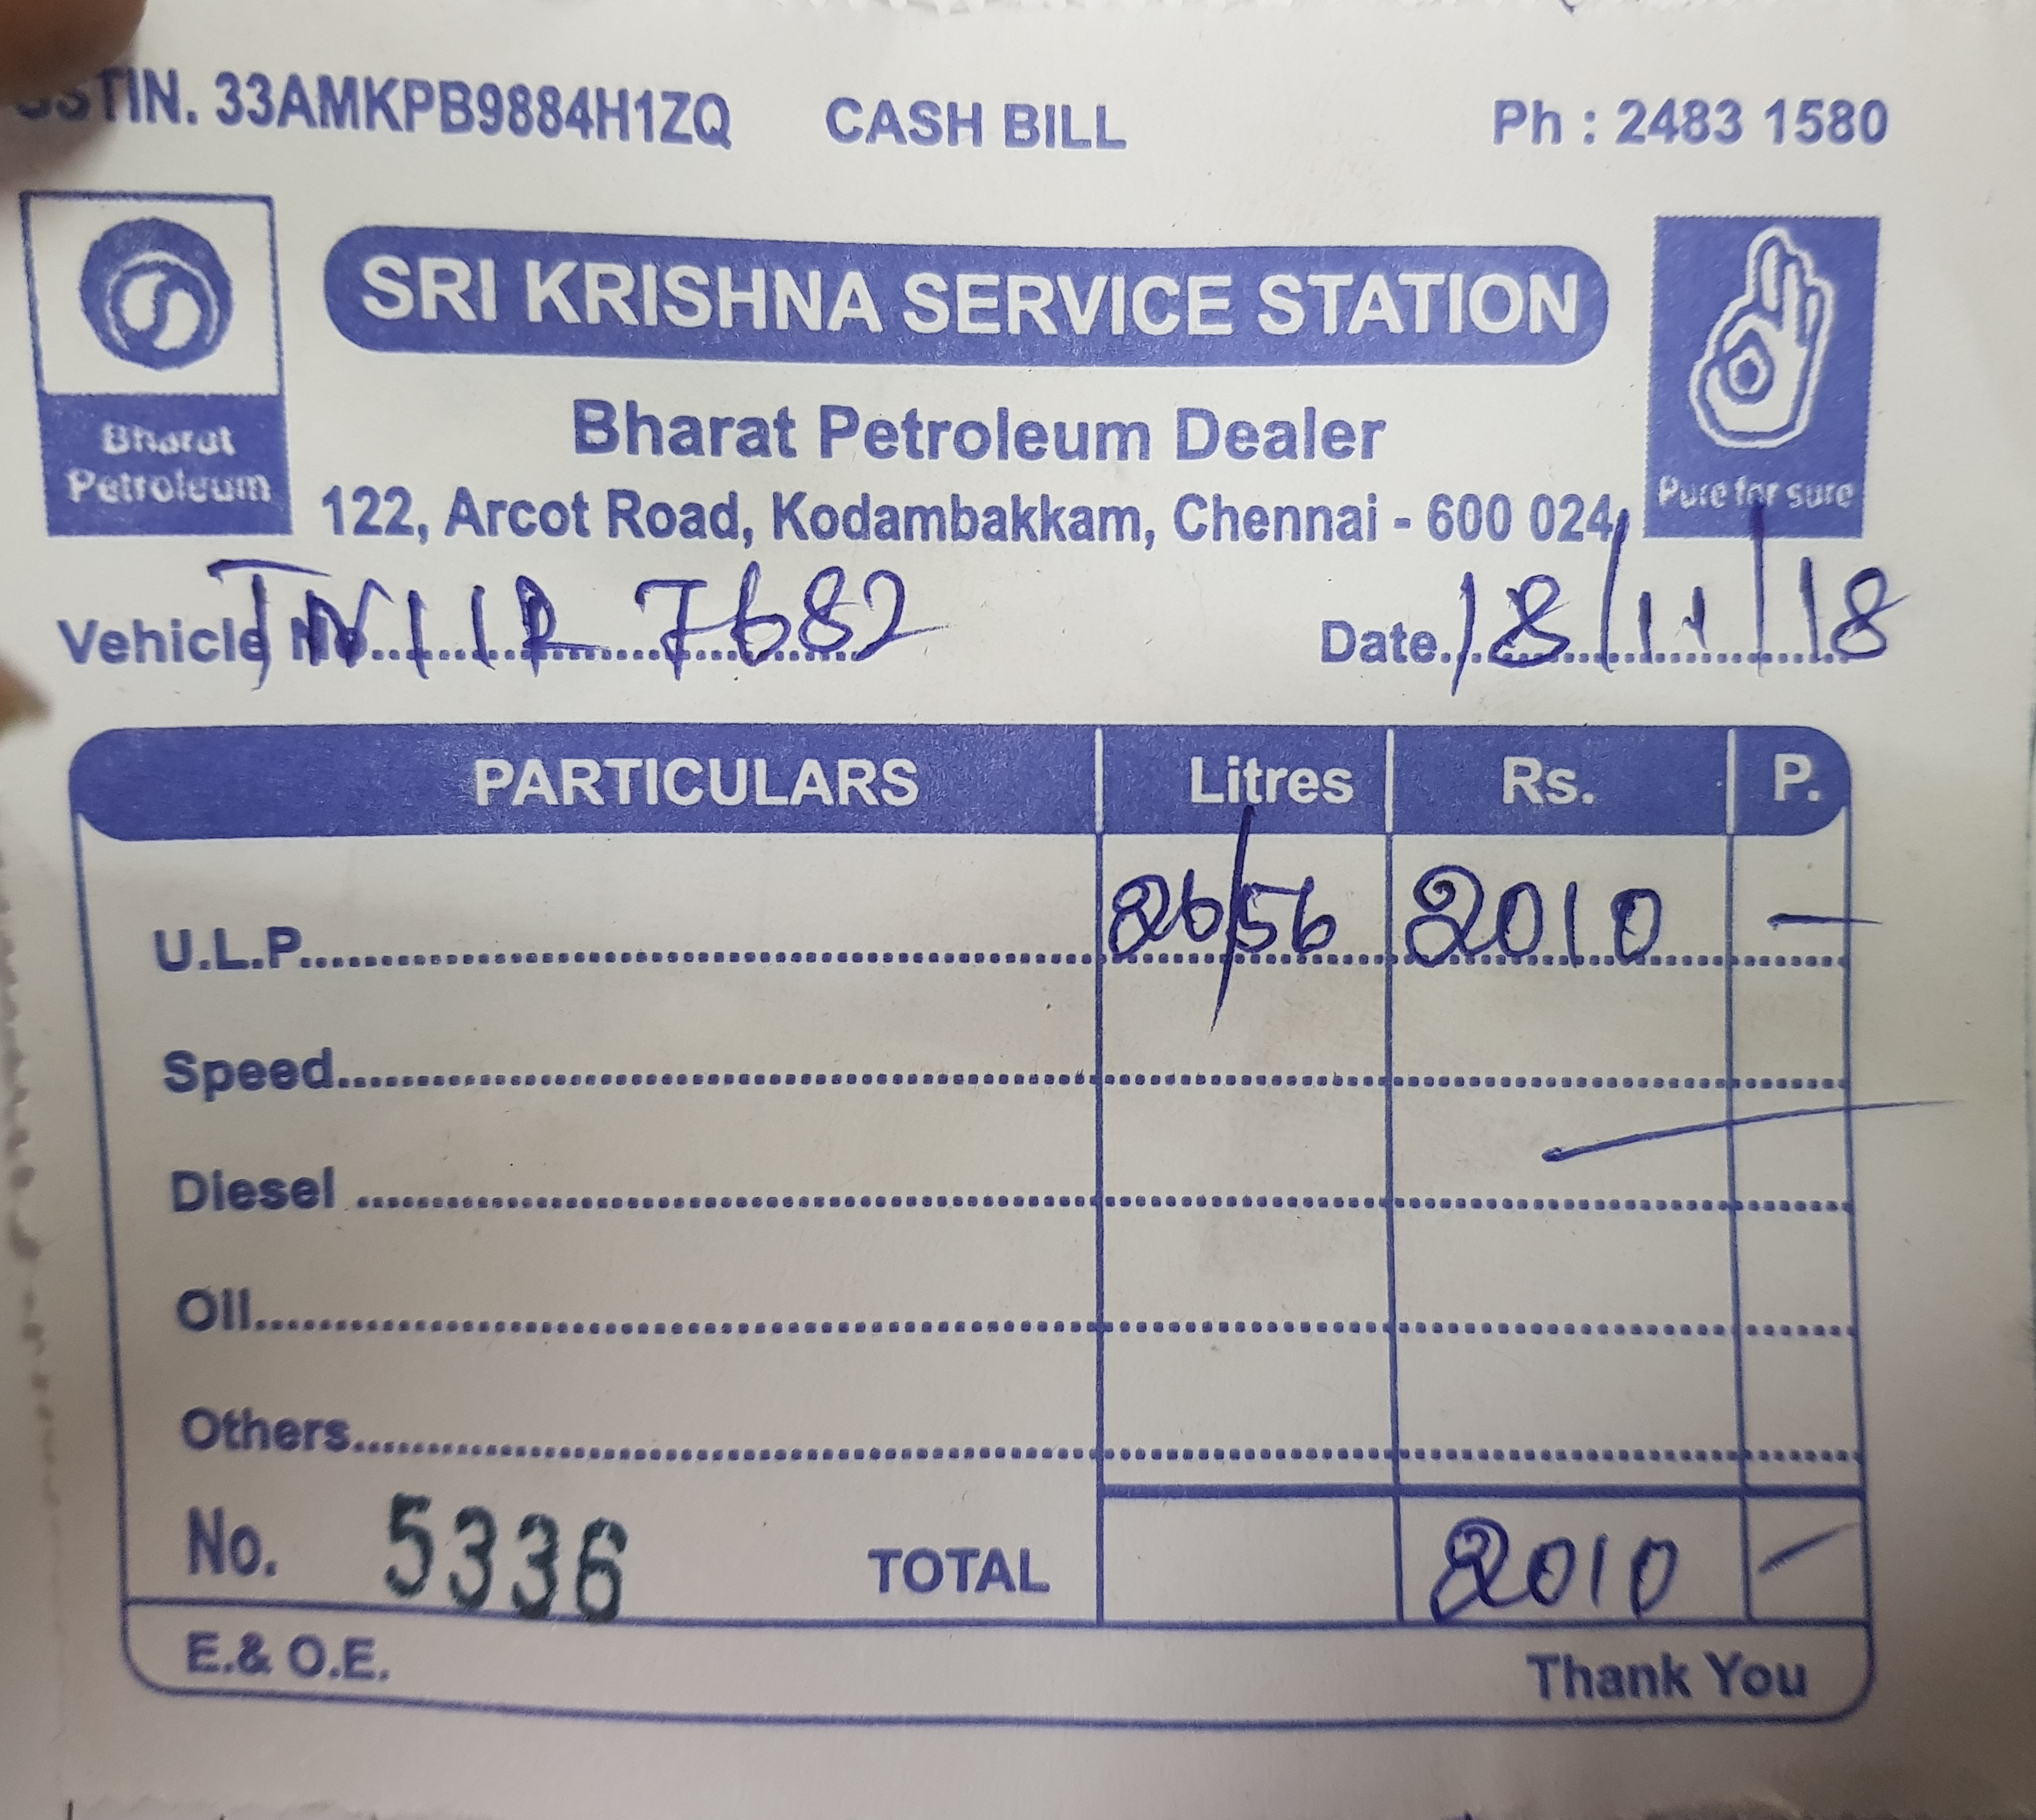 GSTIN. 33AMKPB9884H1ZQ CASH BILL Ph : 2483 1580
SRI KRISHNA SERVICE STATION
Bharat Petroleum
Bharat Petroleum Dealer
Pure for sure
122, Arcot Road, Kodambakkam, Chennai - 600 024
Vehicle No. TN 11 R 7682 Date. 18/11/18
PARTICULARS Litres Rs. P.
U.L.P. 26/56 2010 —
Speed
Diesel
Oil
Others
No. 5336 TOTAL 2010 —
E.& O.E. Thank You